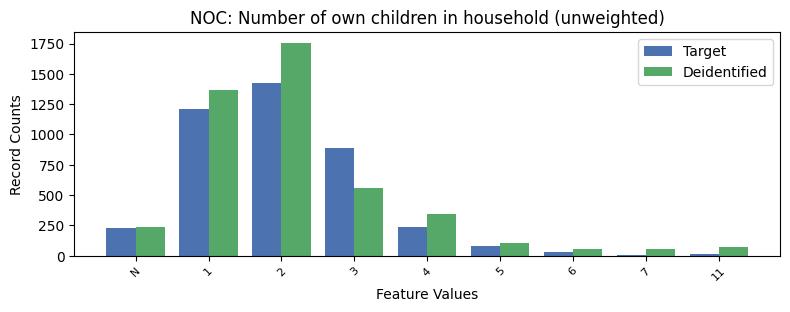 NOC: Number of own children in household (unweighted)
Target
Deidentified
Record Counts
1750
1500
1250
1000
750
500
250
0
N 1 2 3 4 5 6 7 11
Feature Values